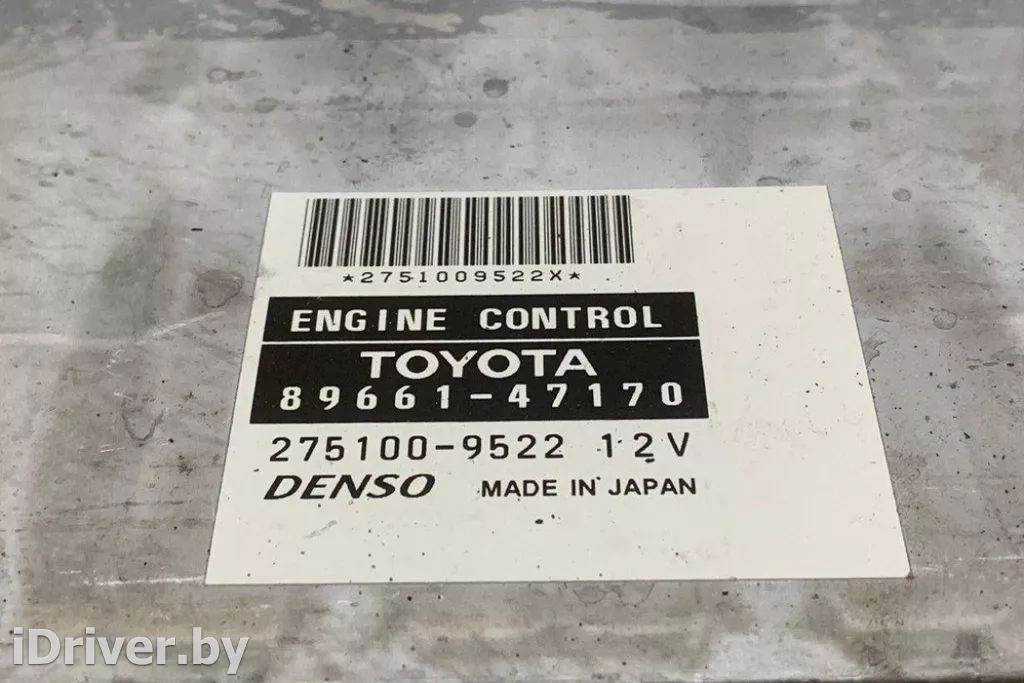 *2751009522X*
ENGINE CONTROL
TOYOTA
89661-47170
275100-9522 12V
DENSO MADE IN JAPAN
iDriver.by